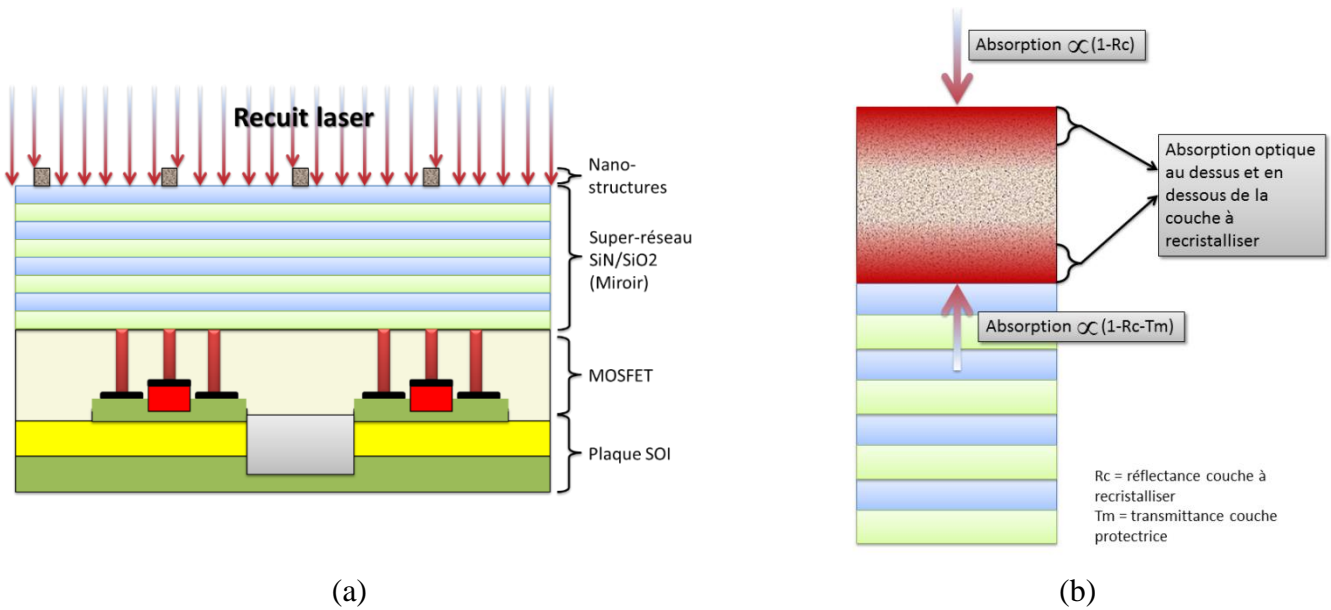 Recuit laser
Nano-
structures
Super-réseau
SiN/SiO2
(Miroir)
MOSFET
Plaque SOI
(a)
Absorption ∝(1-Rc)
Absorption optique
au dessus et en
dessous de la
couche à
recristalliser
Absorption ∝(1-Rc-Tm)
Rc = réflectance couche à
recristalliser
Tm = transmittance couche
protectrice
(b)